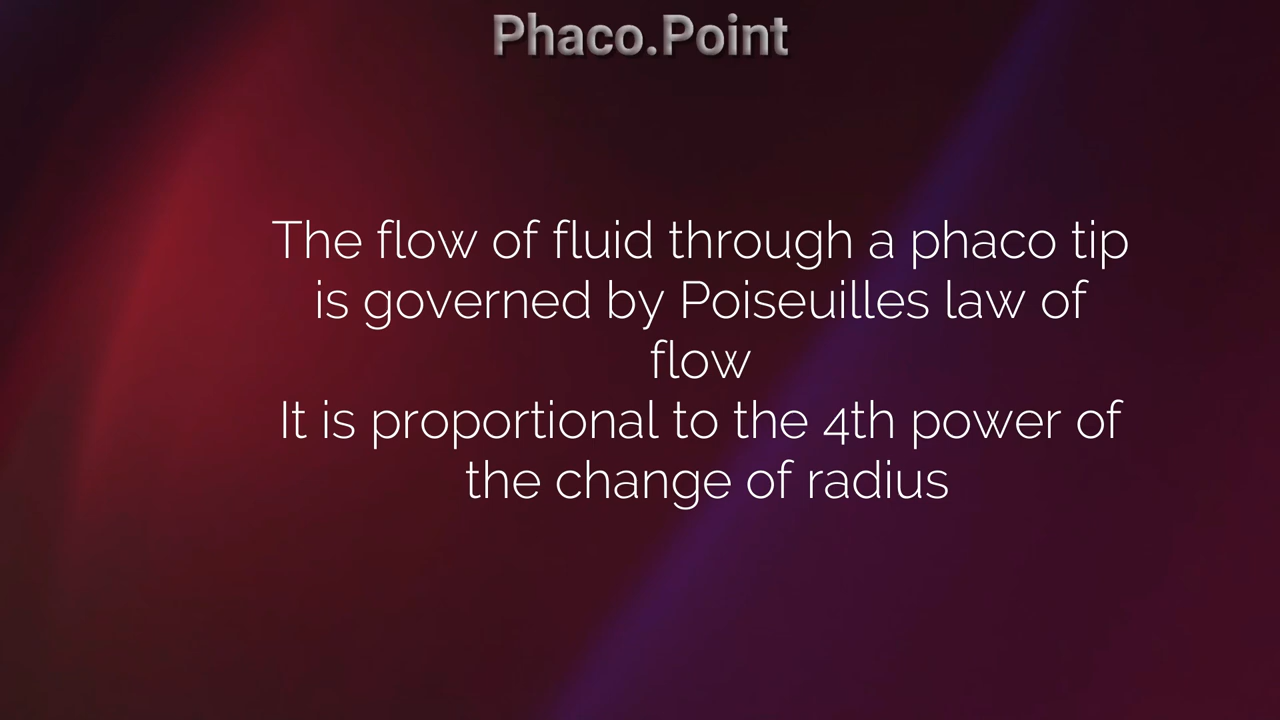 Phaco.Point
The flow of fluid through a phaco tip
is governed by Poiseuilles law of
flow
It is proportional to the 4th power of
the change of radius